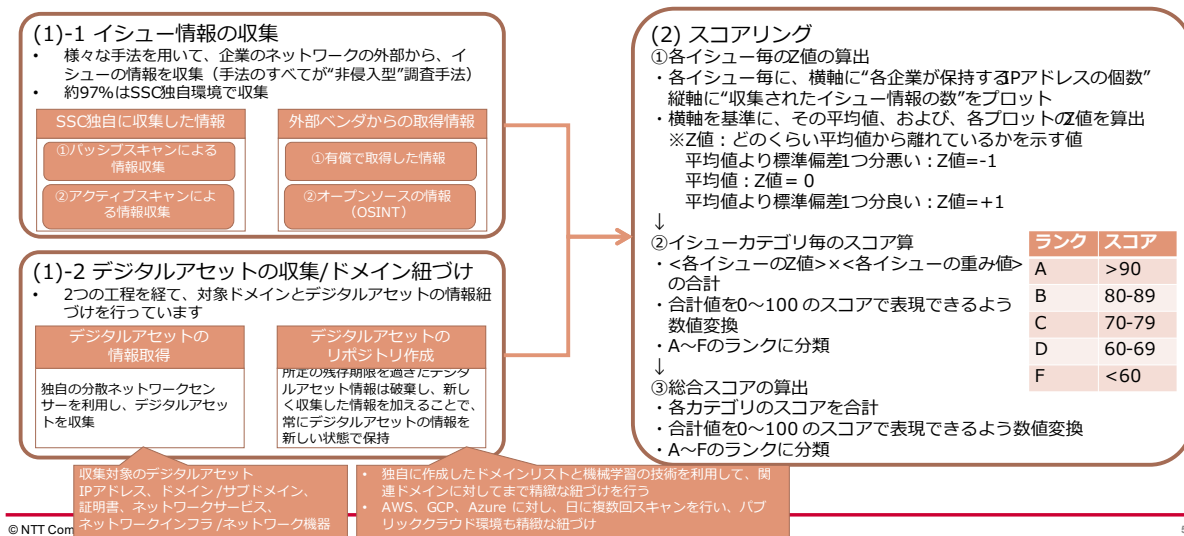 (1)-1 イシュー情報の収集
• 様々な手法を用いて、企業のネットワークの外部から、イ
シューの情報を収集（手法のすべてが“非侵入型”調査手法）
• 約97%はSSC独自環境で収集
SSC独自に収集した情報
①パッシブスキャンによる
情報収集
②アクティブスキャンによ
る情報収集
外部ベンダからの取得情報
①有償で取得した情報
②オープンソースの情報
（OSINT）
(1)-2 デジタルアセットの収集/ドメイン紐づけ
• 2つの工程を経て、対象ドメインとデジタルアセットの情報紐
づけを行っています
デジタルアセットの
情報取得
独自の分散ネットワークセン
サーを利用し、デジタルアセッ
トを収集
デジタルアセットの
リポジトリ作成
所定の残存期限を過ぎたデジタ
ルアセット情報は破棄し、新し
く収集した情報を加えることで、
常にデジタルアセットの情報を
新しい状態で保持
収集対象のデジタルアセット
IPアドレス、ドメイン/サブドメイン、
証明書、ネットワークサービス、
ネットワークインフラ/ネットワーク機器
• 独自に作成したドメインリストと機械学習の技術を利用して、関
連ドメインに対してまで精緻な紐づけを行う
• AWS、GCP、Azure に対し、日に複数回スキャンを行い、パブ
リッククラウド環境も精緻な紐づけ
(2) スコアリング
①各イシュー毎のZ値の算出
・各イシュー毎に、横軸に“各企業が保持するIPアドレスの個数”
縦軸に“収集されたイシュー情報の数”をプロット
・横軸を基準に、その平均値、および、各プロットのZ値を算出
※Z値：どのくらい平均値から離れているかを示す値
平均値より標準偏差1つ分悪い：Z値=-1
平均値：Z値= 0
平均値より標準偏差1つ分良い：Z値=+1
↓
②イシューカテゴリ毎のスコア算
・<各イシューのZ値>×<各イシューの重み値>
の合計
・合計値を0～100 のスコアで表現できるよう
数値変換
・A～Fのランクに分類
↓
③総合スコアの算出
・各カテゴリのスコアを合計
・合計値を0～100 のスコアで表現できるよう数値変換
・A～Fのランクに分類
ランク スコア
A >90
B 80-89
C 70-79
D 60-69
F <60
© NTT Com
5